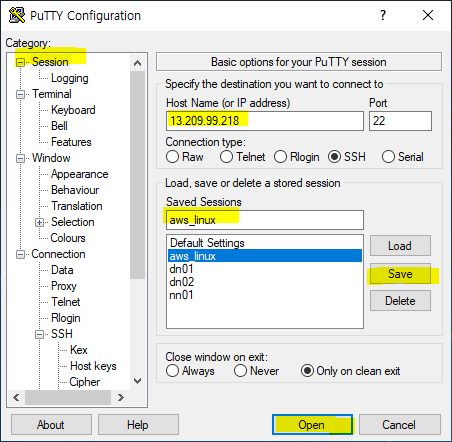 PuTTY Configuration
?
Category:
Session
Logging
Terminal
Keyboard
Bell
Features
Window
Appearance
Behaviour
Translation
Selection
Colours
Connection
Data
Proxy
Telnet
Rlogin
SSH
Kex
Host keys
Cipher
Basic options for your PuTTY session
Specify the destination you want to connect to
Host Name (or IP address) Port
13.209.99.218 22
Connection type:
Raw Telnet Rlogin SSH Serial
Load, save or delete a stored session
Saved Sessions
aws_linux
Default Settings
aws_linux
dn01
dn02
nn01
Load
Save
Delete
Close window on exit:
Always Never Only on clean exit
About Help Open Cancel